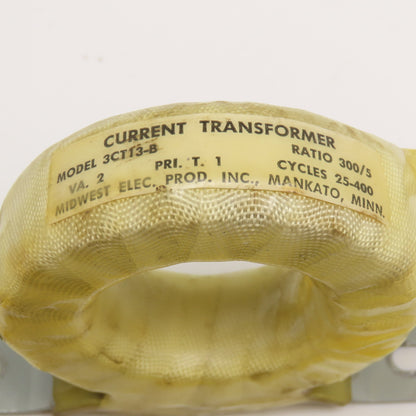 CURRENT TRANSFORMER
MODEL 3CT13-B RATIO 300/5
VA. 2 PRI. T. 1 CYCLES 25-400
MIDWEST ELEC. PROD. INC., MANKATO, MINN.